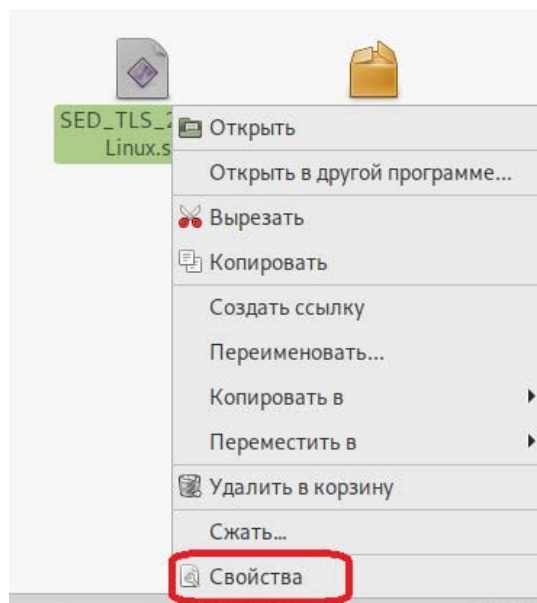 SED_TLS_2
Linux.s
Открыть
Открыть в другой программе...
Вырезать
Копировать
Создать ссылку
Переименовать...
Копировать в
Переместить в
Удалить в корзину
Сжать...
Свойства